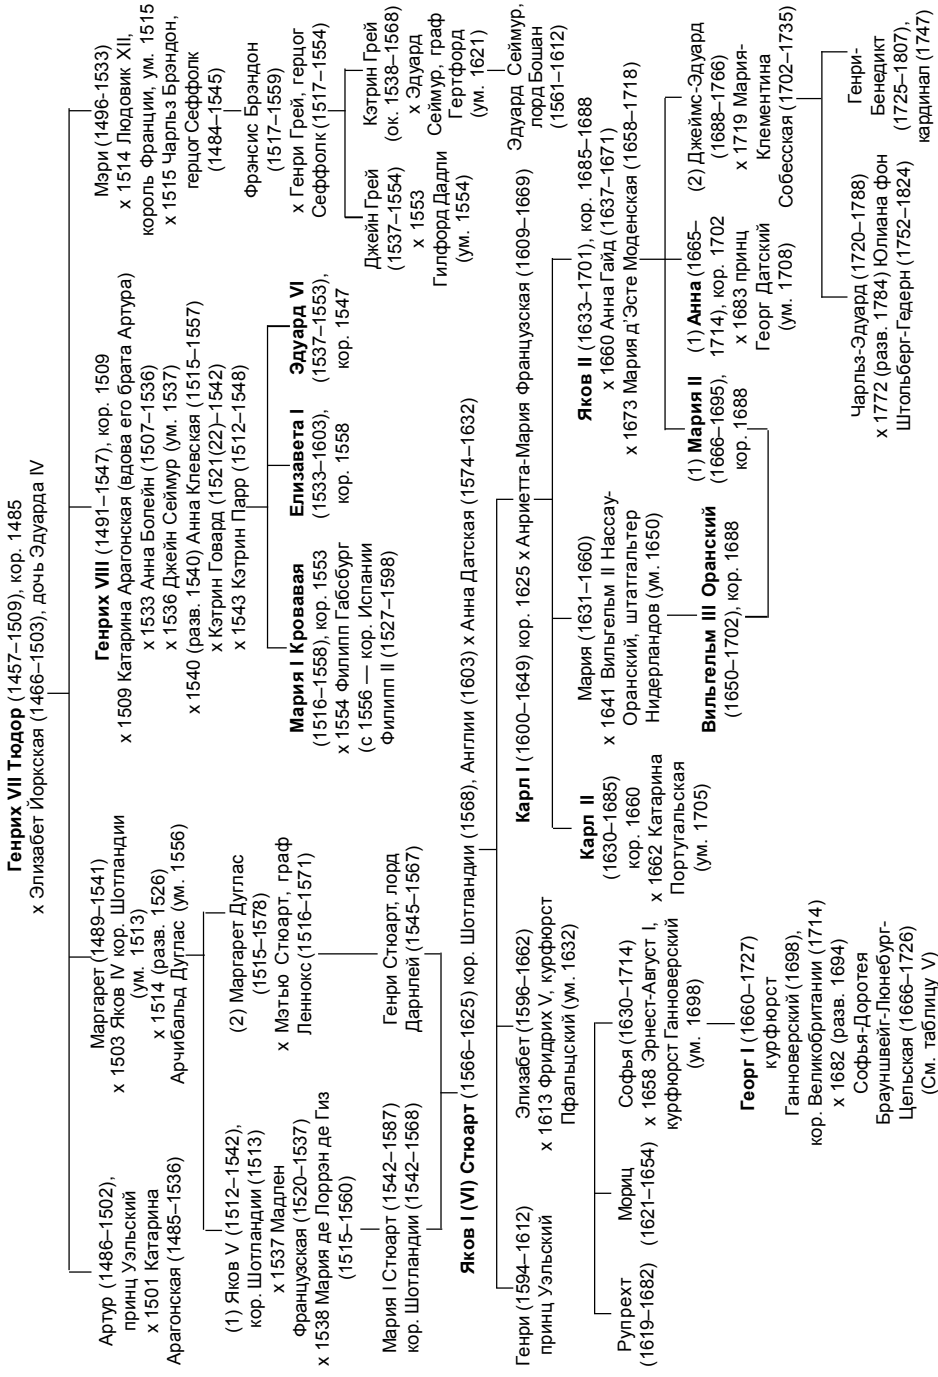 Генрих VII Тюдор (1457–1509), кор. 1485
х Элизабет Йоркская (1466–1503), дочь Эдуарда IV
Артур (1486–1502),
принц Уэльский
х 1501 Катарина
Арагонская (1485–1536)
Маргарет (1489–1541)
х 1503 Яков IV кор. Шотландии
(ум. 1513)
х 1514 (разв. 1526)
Арчибальд Дуглас (ум. 1556)
Генрих VIII (1491–1547), кор. 1509
х 1509 Катарина Арагонская (вдова его брата Артура)
х 1533 Анна Болейн (1507–1536)
х 1536 Джейн Сеймур (ум. 1537)
х 1540 (разв. 1540) Анна Клевская (1515–1557)
х Кэтрин Говард (1521(22)–1542)
х 1543 Кэтрин Парр (1512–1548)
Мэри (1496-1533)
х 1514 Людовик XII,
король Франции, ум. 1515
х 1515 Чарльз Брэндон,
герцог Сеффолк
(1484–1545)
(1) Яков V (1512–1542),
кор. Шотландии (1513)
х 1537 Мадлен
Французская (1520–1537)
х 1538 Мария де Лоррэн де Гиз
(1515–1560)
(2) Маргарет Дуглас
(1515–1578)
х Мэтью Стюарт, граф
Леннокс (1516–1571)
Мария I Кровавая
(1516–1558), кор. 1553
х 1554 Филипп Габсбург
(с 1556 — кор. Испании
Филипп II (1527–1598)
Елизавета I
(1533–1603),
кор. 1558
Эдуард VI
(1537–1553),
кор. 1547
Фрэнсис Брэндон
(1517–1559)
х Генри Грей, герцог
Сеффолк (1517–1554)
Джейн Грей
(1537–1554)
х 1553
Гилфорд Дадли
(ум. 1554)
Кэтрин Грей
(ок. 1538–1568)
х Эдуард
Сеймур, граф
Гертфорд
(ум. 1621)
Эдуард Сеймур,
лорд Бошан
(1561–1612)
Мария I Стюарт (1542–1587)
кор. Шотландии (1542–1568)
Генри Стюарт, лорд
Дарнлей (1545–1567)
Яков I (VI) Стюарт (1566–1625) кор. Шотландии (1568), Англии (1603) х Анна Датская (1574–1632)
Генри (1594–1612)
принц Уэльский
Элизабет (1596–1662)
х 1613 Фридрих V, курфюрст
Пфальцский (ум. 1632)
Карл I (1600–1649) кор. 1625 х Анриетта-Мария Французская (1609–1669)
Рупрехт
(1619–1682)
Мориц
(1621–1654)
Софья (1630–1714)
х 1658 Эрнест-Август I,
курфюрст Ганноверский
(ум. 1698)
Карл II
(1630–1685)
кор. 1660
х 1662 Катарина
Португальская
(ум. 1705)
Мария (1631–1660)
х 1641 Вильгельм II Нассау-
Оранский, штатгальтер
Нидерландов (ум. 1650)
Яков II (1633–1701), кор. 1685–1688
х 1660 Анна Гайд (1637–1671)
х 1673 Мария д’Эсте Моденская (1658–1718)
Георг I (1660–1727)
курфюрст
Ганноверский (1698),
кор. Великобритании (1714)
х 1682 (разв. 1694)
Софья-Доротея
Брауншвейг-Люнебург-
Цельская (1666–1726)
(См. таблицу V)
Вильгельм III Оранский
(1650–1702), кор. 1688
(1) Мария II
(1666–1695),
кор. 1688
(1) Анна (1665–
1714), кор. 1702
х 1683 принц
Георг Датский
(ум. 1708)
(2) Джеймс-Эдуард
(1688–1766)
х 1719 Мария-
Клементина
Собесская (1702–1735)
Чарльз-Эдуард (1720–1788)
х 1772 (разв. 1784) Юлиана фон
Штольберг-Гедерн (1752–1824)
Генри-
Бенедикт
(1725–1807),
кардинал (1747)